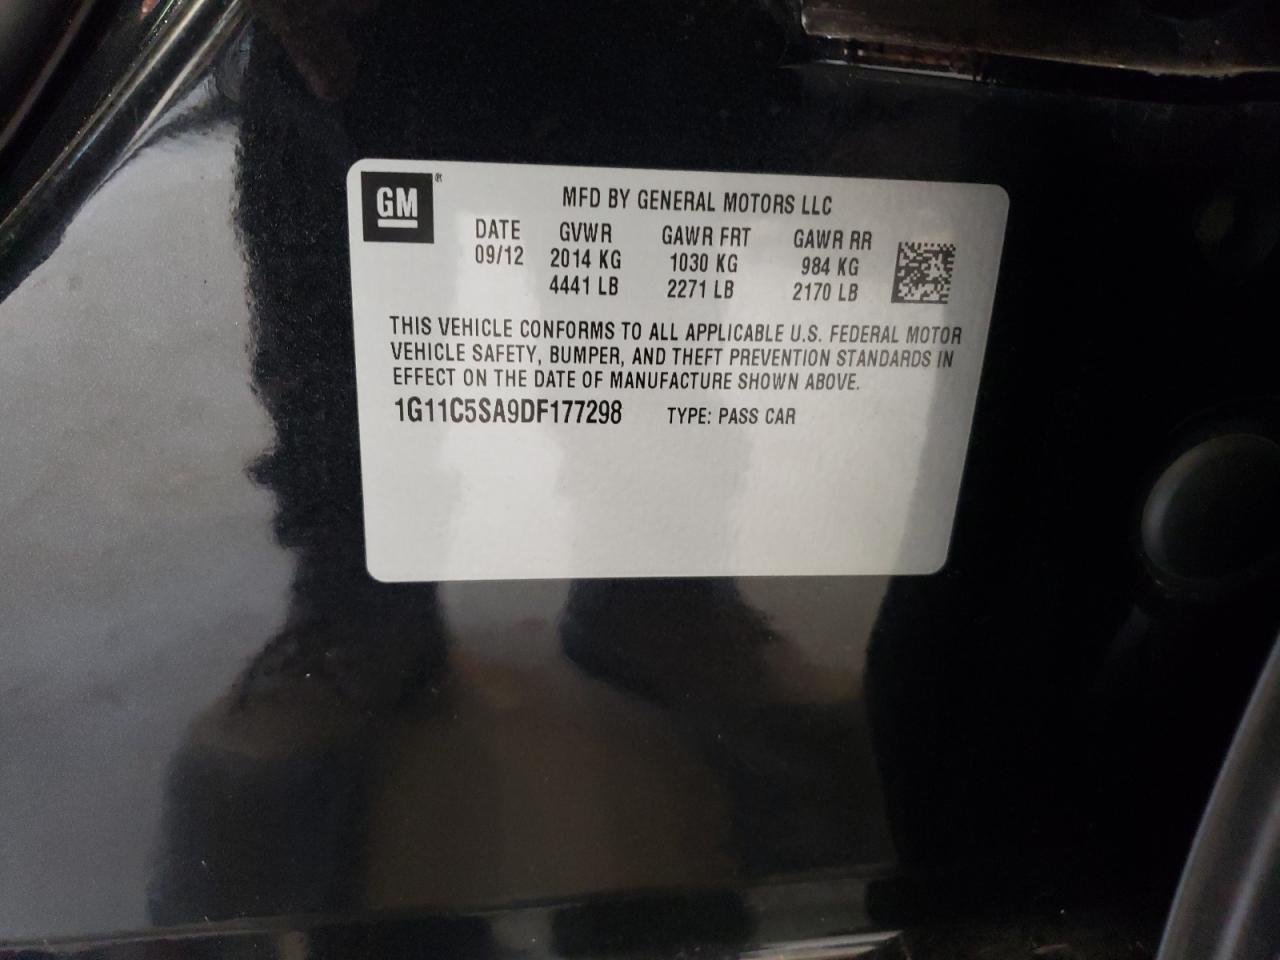 GM ®
MFD BY GENERAL MOTORS LLC
DATE GVWR GAWR FRT GAWR RR
09/12 2014 KG 1030 KG 984 KG
4441 LB 2271 LB 2170 LB
THIS VEHICLE CONFORMS TO ALL APPLICABLE U.S. FEDERAL MOTOR
VEHICLE SAFETY, BUMPER, AND THEFT PREVENTION STANDARDS IN
EFFECT ON THE DATE OF MANUFACTURE SHOWN ABOVE.
1G11C5SA9DF177298 TYPE: PASS CAR